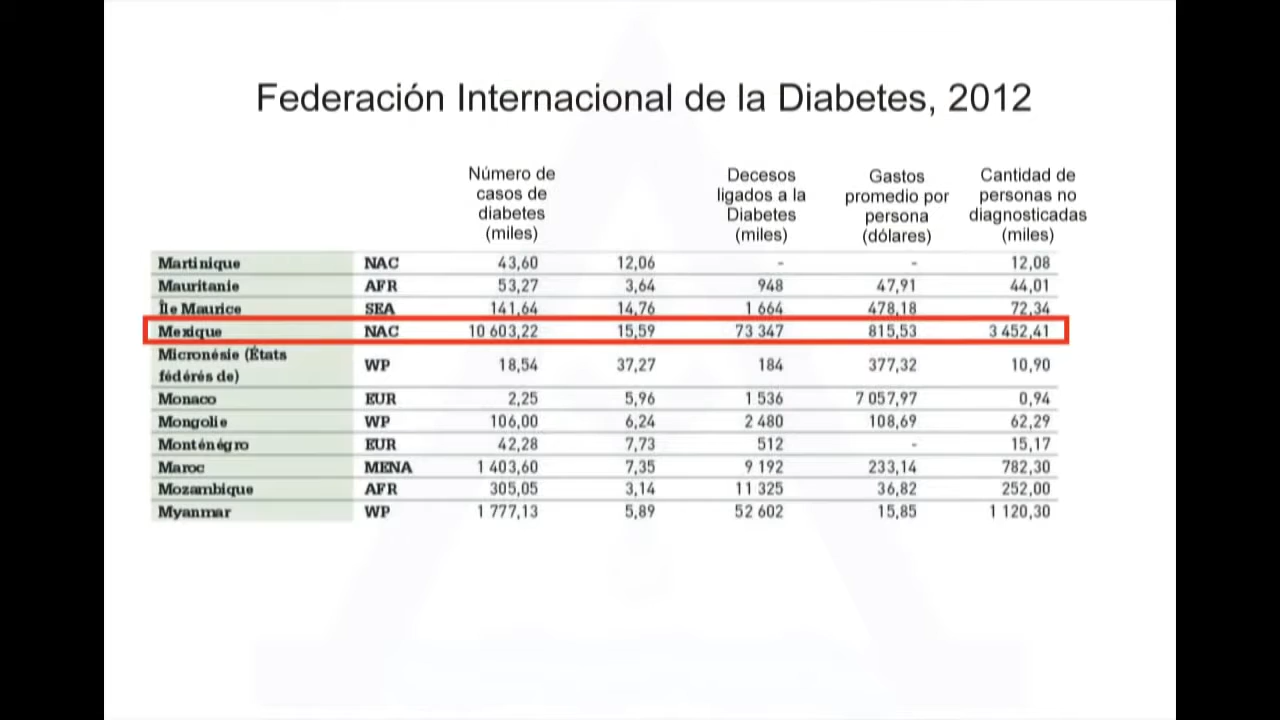 Federación Internacional de la Diabetes, 2012
Número de casos de diabetes (miles) Decesos ligados a la Diabetes (miles) Gastos promedio por persona (dólares) Cantidad de personas no diagnosticadas (miles)
Martinique NAC 43,60 12,06 - - 12,08
Mauritanie AFR 53,27 3,64 948 47,91 44,01
Île Maurice SEA 141,64 14,76 1 664 478,18 72,34
Mexique NAC 10 603,22 15,59 73 347 815,53 3 452,41
Micronésie (États fédérés de) WP 18,54 37,27 184 377,32 10,90
Monaco EUR 2,25 5,96 1 536 7 057,97 0,94
Mongolie WP 106,00 6,24 2 480 108,69 62,29
Monténégro EUR 42,28 7,73 512 - 15,17
Maroc MENA 1 403,60 7,35 9 192 233,14 782,30
Mozambique AFR 305,05 3,14 11 325 36,82 252,00
Myanmar WP 1 777,13 5,89 52 602 15,85 1 120,30